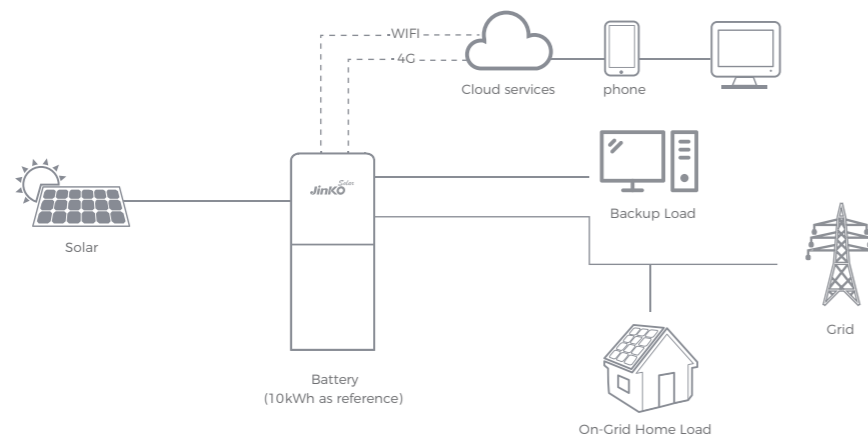 WIFI
4G
Cloud services
phone
JinKO Solar
Backup Load
Solar
Grid
Battery
(10kWh as reference)
On-Grid Home Load